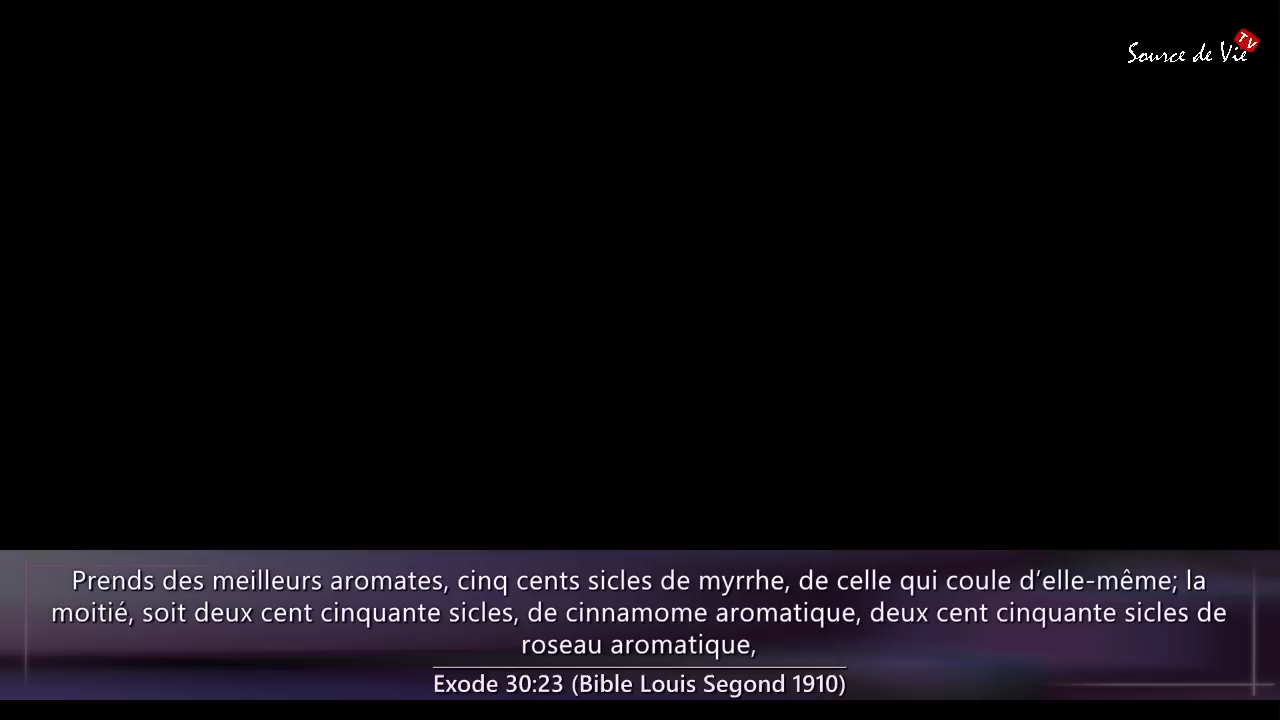 Source de Vie TV
Prends des meilleurs aromates, cinq cents sicles de myrrhe, de celle qui coule d’elle-même; la
moitié, soit deux cent cinquante sicles, de cinnamome aromatique, deux cent cinquante sicles de
roseau aromatique,
Exode 30:23 (Bible Louis Segond 1910)